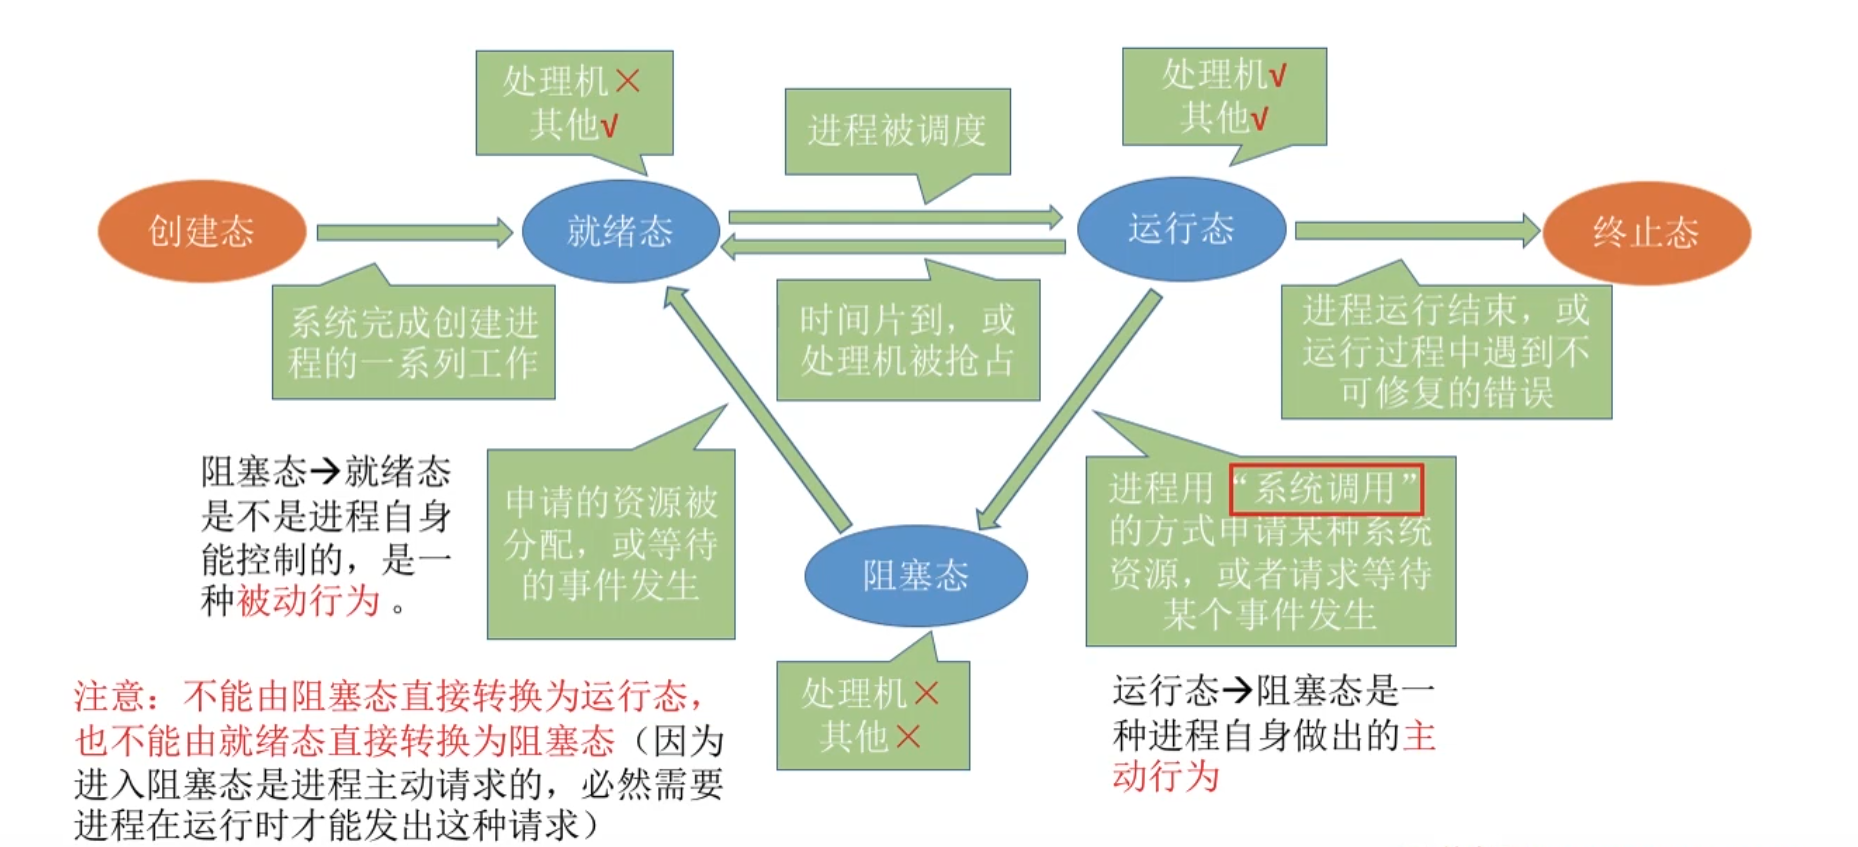 处理机×
其他√
进程被调度
处理机√
其他√
创建态
就绪态
运行态
终止态
系统完成创建进
程的一系列工作
时间片到，或
处理机被抢占
进程运行结束，或
运行过程中遇到不
可修复的错误
阻塞态→就绪态
是不是进程自身
能控制的，是一
种被动行为。
申请的资源被
分配，或等待
的事件发生
进程用“系统调用”
的方式申请某种系统
资源，或者请求等待
某个事件发生
阻塞态
处理机×
其他×
运行态→阻塞态是一
种进程自身做出的主
动行为
注意：不能由阻塞态直接转换为运行态，
也不能由就绪态直接转换为阻塞态（因为
进入阻塞态是进程主动请求的，必然需要
进程在运行时才能发出这种请求）